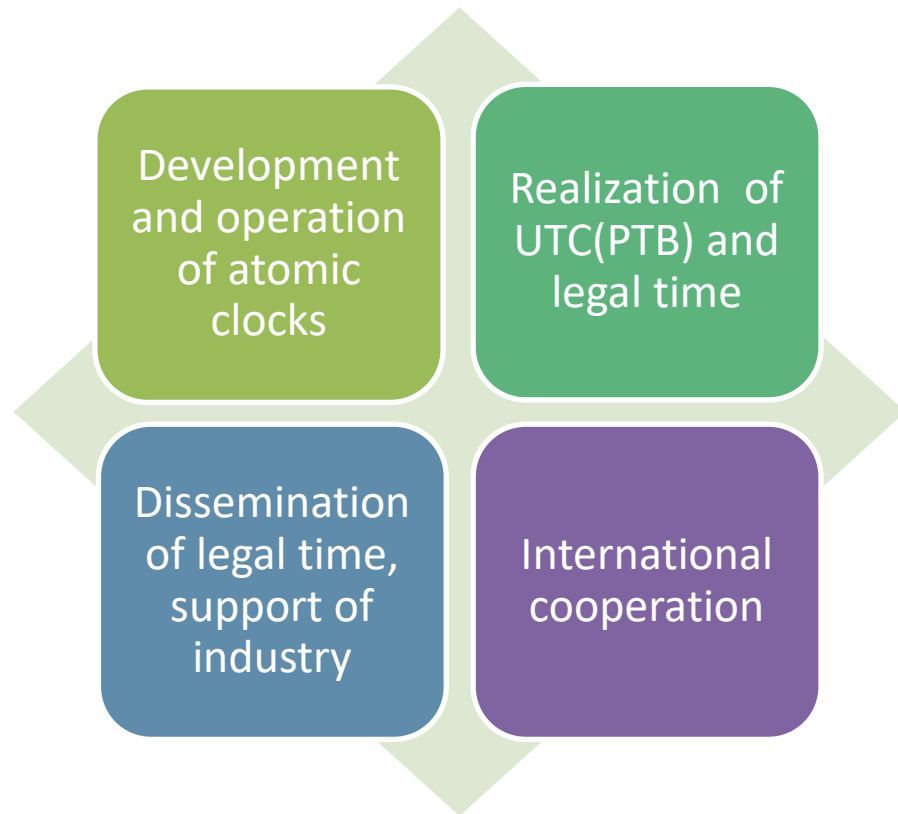 Development
and operation
of atomic
clocks
Realization  of
UTC(PTB) and
legal time
Dissemination
of legal time,
support of
industry
International
cooperation